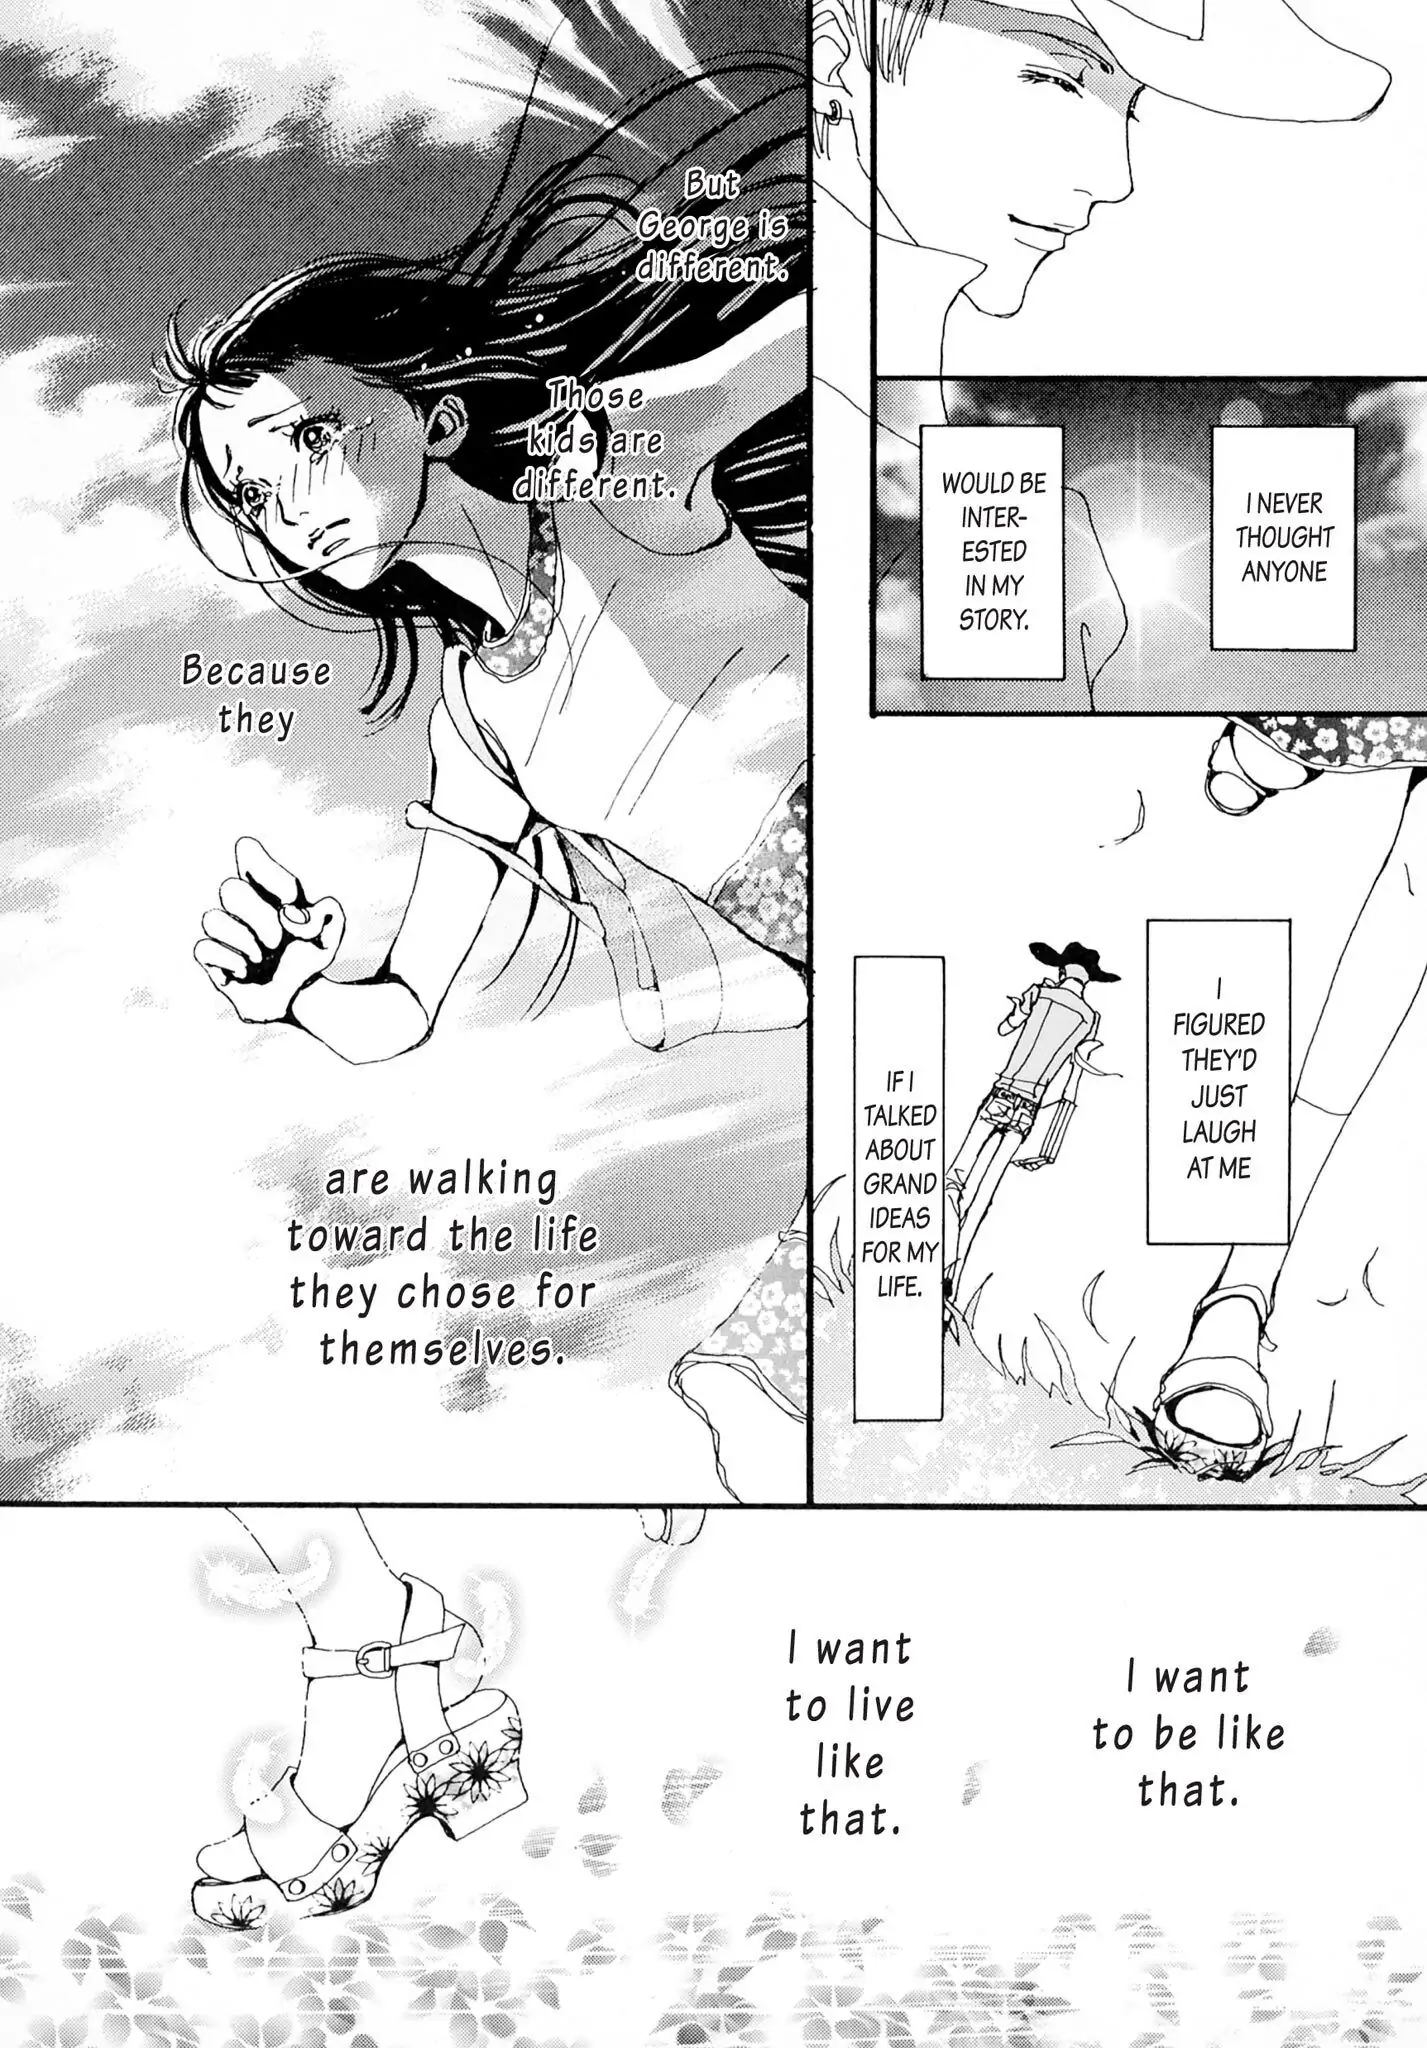 I NEVER
THOUGHT
ANYONE
WOULD BE
INTER-
ESTED
IN MY
STORY.
I
FIGURED
THEY'D
JUST
LAUGH
AT ME
IF I
TALKED
ABOUT
GRAND
IDEAS
FOR MY
LIFE.
But
George is
different.
Those
kids are
different.
Because
they
are walking
toward the life
they chose for
themselves.
I want
to be like
that.
I want
to live
like
that.